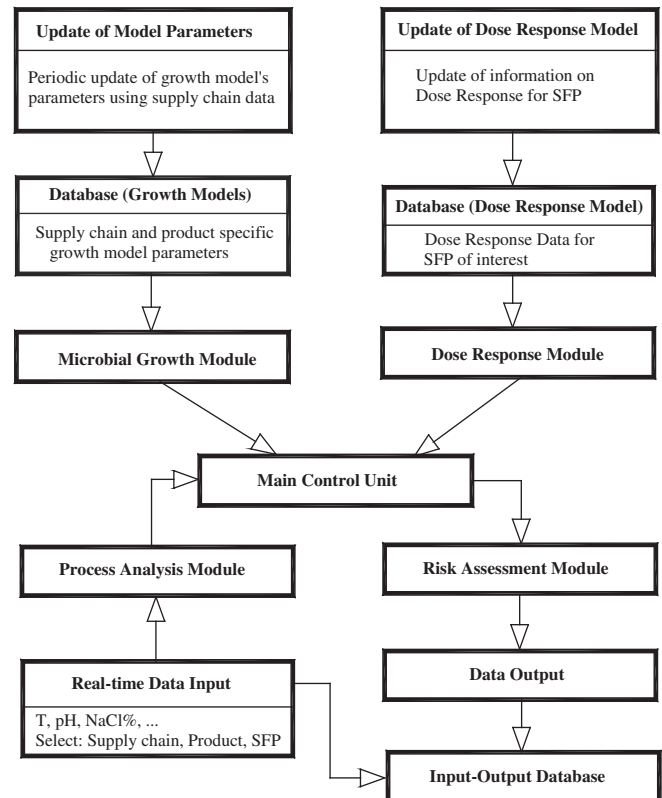 Update of Model Parameters
Periodic update of growth model's
parameters using supply chain data
Update of Dose Response Model
Update of information on
Dose Response for SFP
Database (Growth Models)
Supply chain and product specific
growth model parameters
Database (Dose Response Model)
Dose Response Data for
SFP of interest
Microbial Growth Module
Dose Response Module
Main Control Unit
Process Analysis Module
Risk Assessment Module
Real-time Data Input
T, pH, NaCl%, ...
Select: Supply chain, Product, SFP
Data Output
Input-Output Database